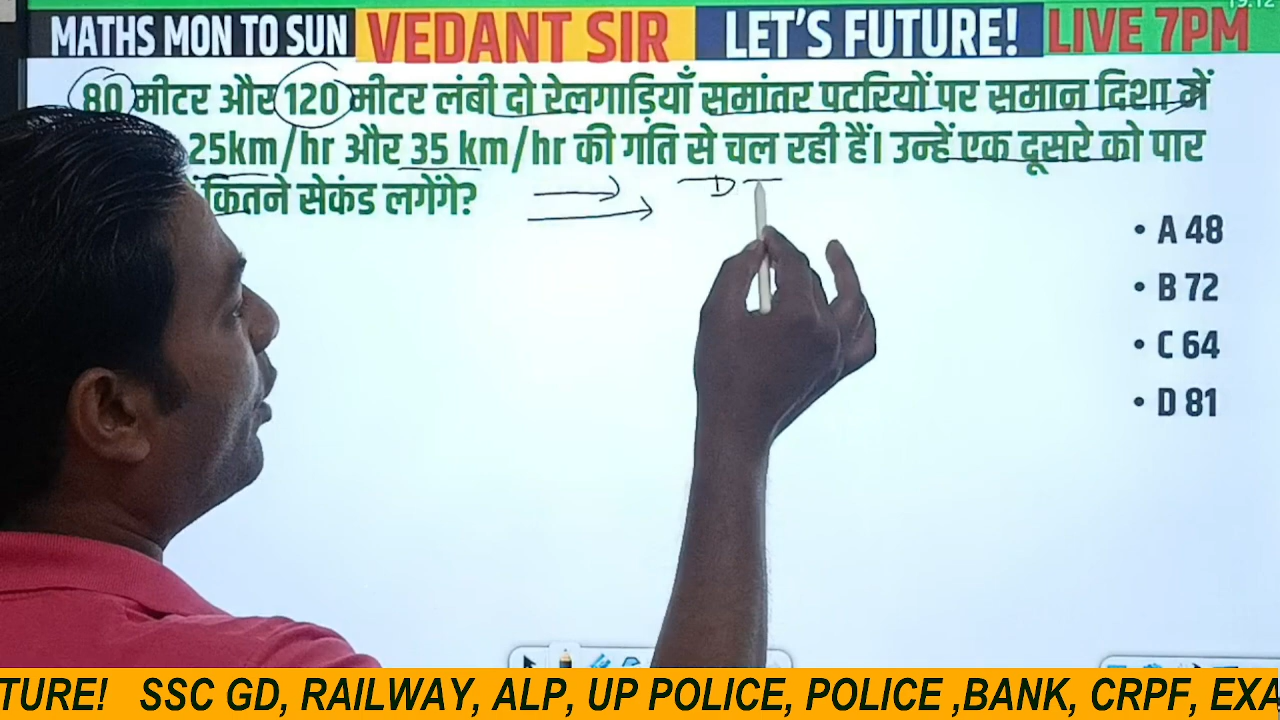 MATHS MON TO SUN VEDANT SIR LET'S FUTURE! LIVE 7PM
80 मीटर और 120 मीटर लंबी दो रेलगाड़ियाँ समांतर पटरियों पर समान दिशा में
25km/hr और 35 km/hr की गति से चल रही हैं। उन्हें एक दूसरे को पार
कितने सेकंड लगेंगे?
D
• A 48
• B 72
• C 64
• D 81
TURE! SSC GD, RAILWAY, ALP, UP POLICE, POLICE ,BANK, CRPF, EXA